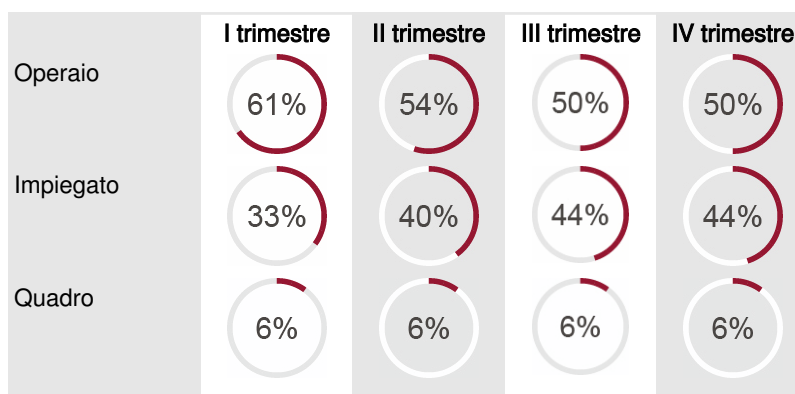 I trimestre II trimestre III trimestre IV trimestre
Operaio 61% 54% 50% 50%
Impiegato 33% 40% 44% 44%
Quadro 6% 6% 6% 6%